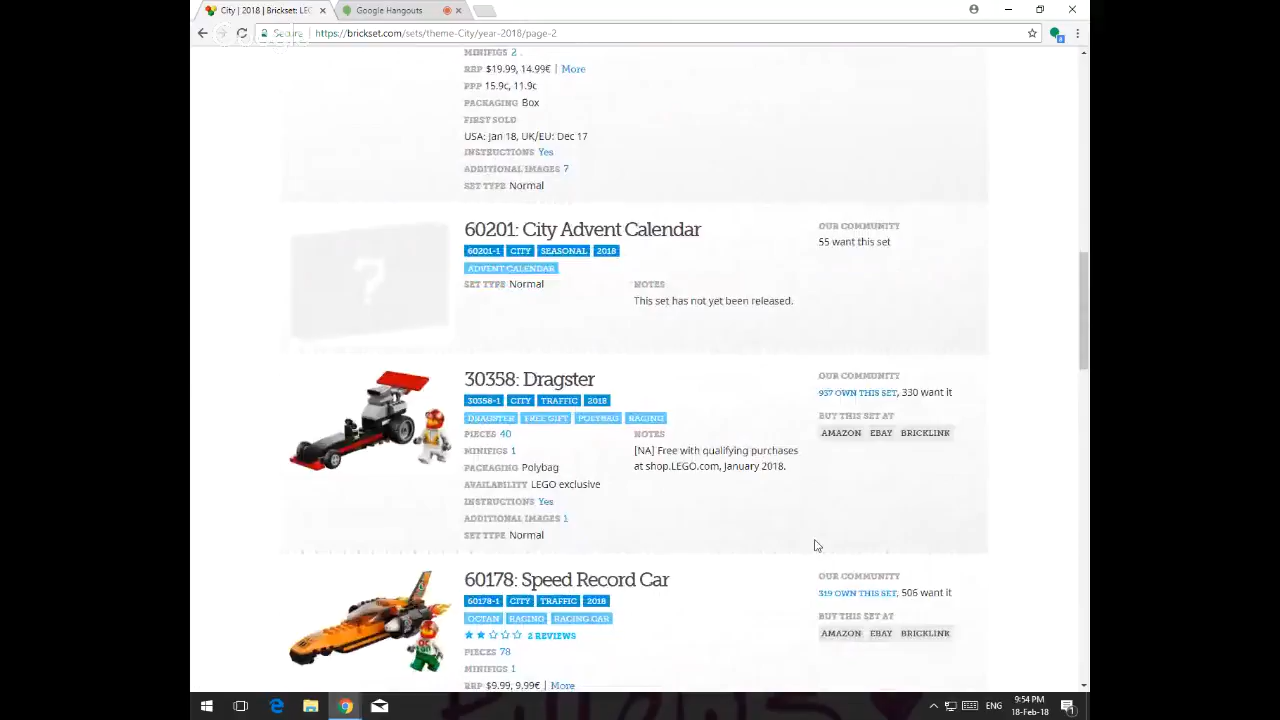 City | 2018 | Brickset: LEG
Google Hangouts
Secure https://brickset.com/sets/theme-City/year-2018/page-2
MINIFIGS 2
RRP $19.99, 14.99€ | More
PPP 15.9c, 11.9c
PACKAGING Box
FIRST SOLD
USA: Jan 18, UK/EU: Dec 17
INSTRUCTIONS Yes
ADDITIONAL IMAGES 7
SET TYPE Normal
60201: City Advent Calendar
60201-1 CITY SEASONAL 2018
ADVENT CALENDAR
SET TYPE Normal
NOTES
This set has not yet been released.
OUR COMMUNITY
55 want this set
?
30358: Dragster
30358-1 CITY TRAFFIC 2018
DRAGSTER FREE GIFT POLYBAG RACING
PIECES 40
MINIFIGS 1
PACKAGING Polybag
AVAILABILITY LEGO exclusive
INSTRUCTIONS Yes
ADDITIONAL IMAGES 1
SET TYPE Normal
NOTES
[NA] Free with qualifying purchases
at shop.LEGO.com, January 2018.
OUR COMMUNITY
937 OWN THIS SET, 330 want it
BUY THIS SET AT
AMAZON EBAY BRICKLINK
60178: Speed Record Car
60178-1 CITY TRAFFIC 2018
OCTAN RACING RACING CAR
2 REVIEWS
PIECES 78
MINIFIGS 1
RRP $9.99, 9.99€ | More
OUR COMMUNITY
319 OWN THIS SET, 506 want it
BUY THIS SET AT
AMAZON EBAY BRICKLINK
ENG
9:54 PM
18-Feb-18